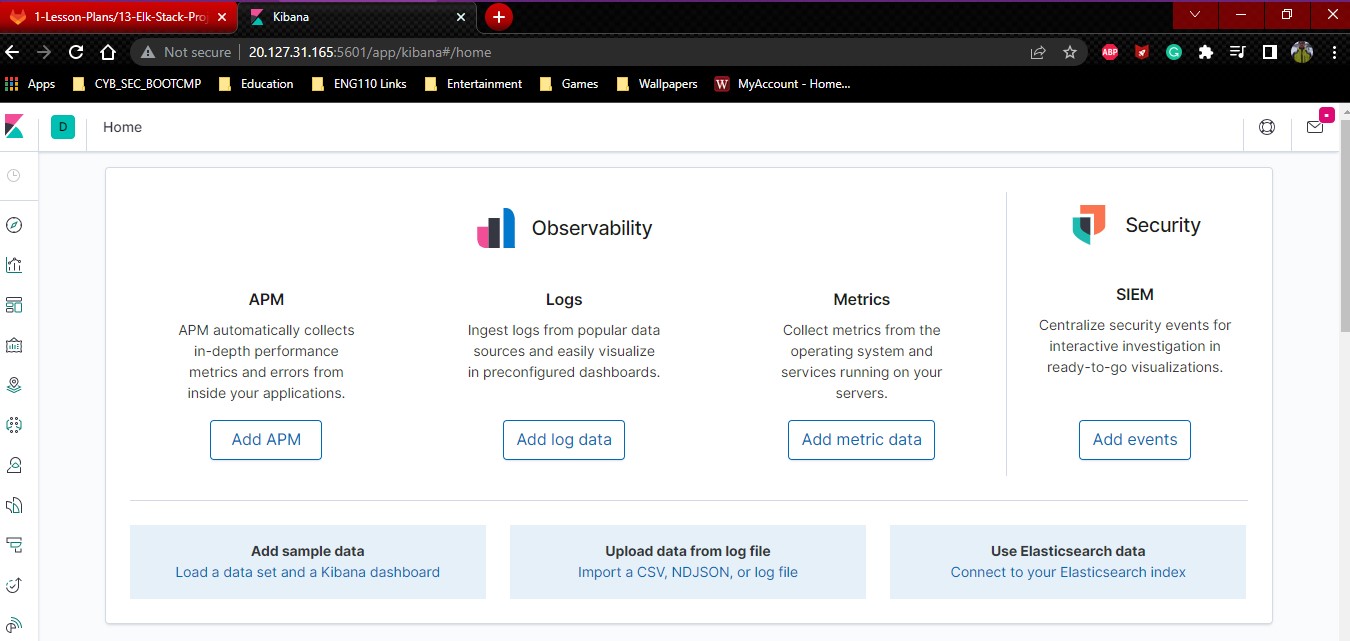 1-Lesson-Plans/13-Elk-Stack-Proj
Kibana
Not secure
20.127.31.165:5601/app/kibana#/home
ABP
G
Apps
CYB_SEC_BOOTCMP
Education
ENG110 Links
Entertainment
Games
Wallpapers
W
MyAccount - Home...
D
Home
Observability
Security
APM
APM automatically collects
in-depth performance
metrics and errors from
inside your applications.
Add APM
Logs
Ingest logs from popular data
sources and easily visualize
in preconfigured dashboards.
Add log data
Metrics
Collect metrics from the
operating system and
services running on your
servers.
Add metric data
SIEM
Centralize security events for
interactive investigation in
ready-to-go visualizations.
Add events
Add sample data
Load a data set and a Kibana dashboard
Upload data from log file
Import a CSV, NDJSON, or log file
Use Elasticsearch data
Connect to your Elasticsearch index